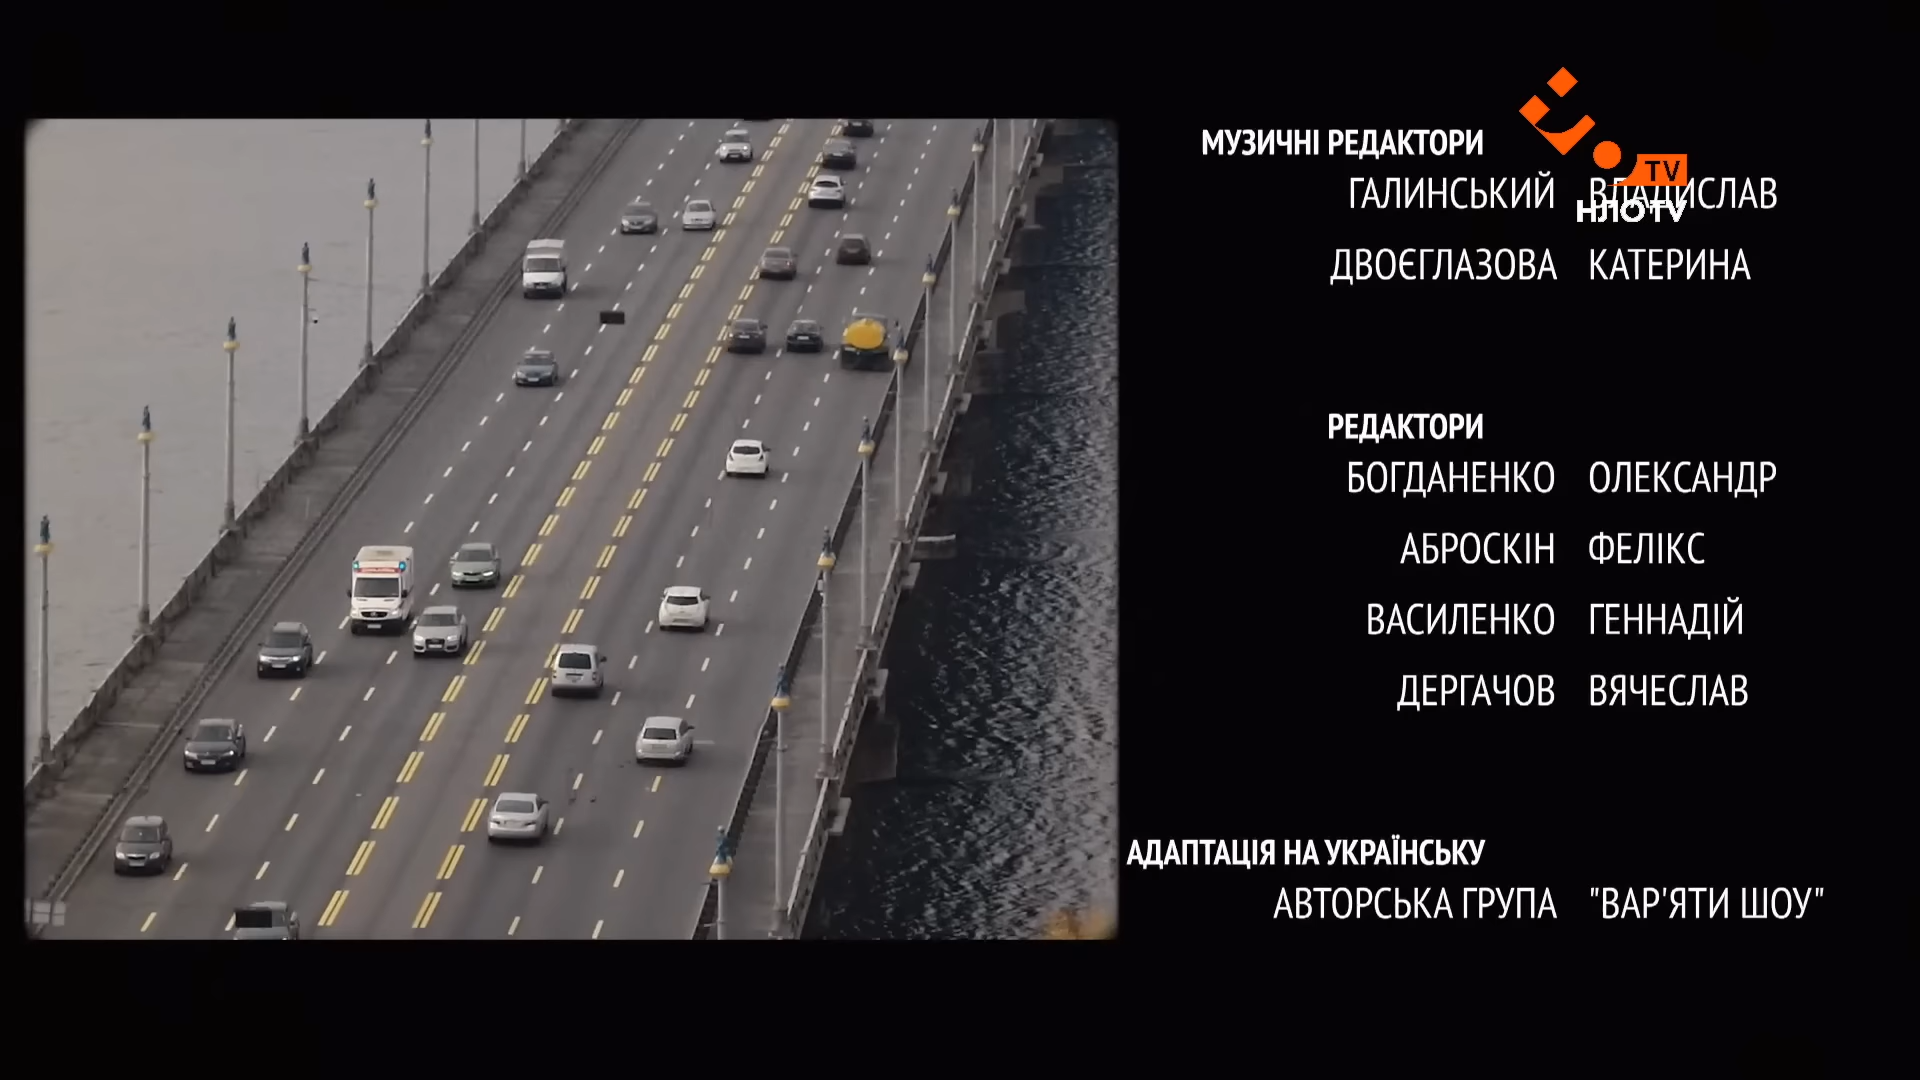 МУЗИЧНІ РЕДАКТОРИ
TV
ГАЛИНСЬКИЙ ВЛАДИСЛАВ
НЛО TV
ДВОЄГЛАЗОВА КАТЕРИНА
РЕДАКТОРИ
БОГДАНЕНКО ОЛЕКСАНДР
АБРОСКІН ФЕЛІКС
ВАСИЛЕНКО ГЕННАДІЙ
ДЕРГАЧОВ ВЯЧЕСЛАВ
АДАПТАЦІЯ НА УКРАЇНСЬКУ
АВТОРСЬКА ГРУПА "ВАР'ЯТИ ШОУ"